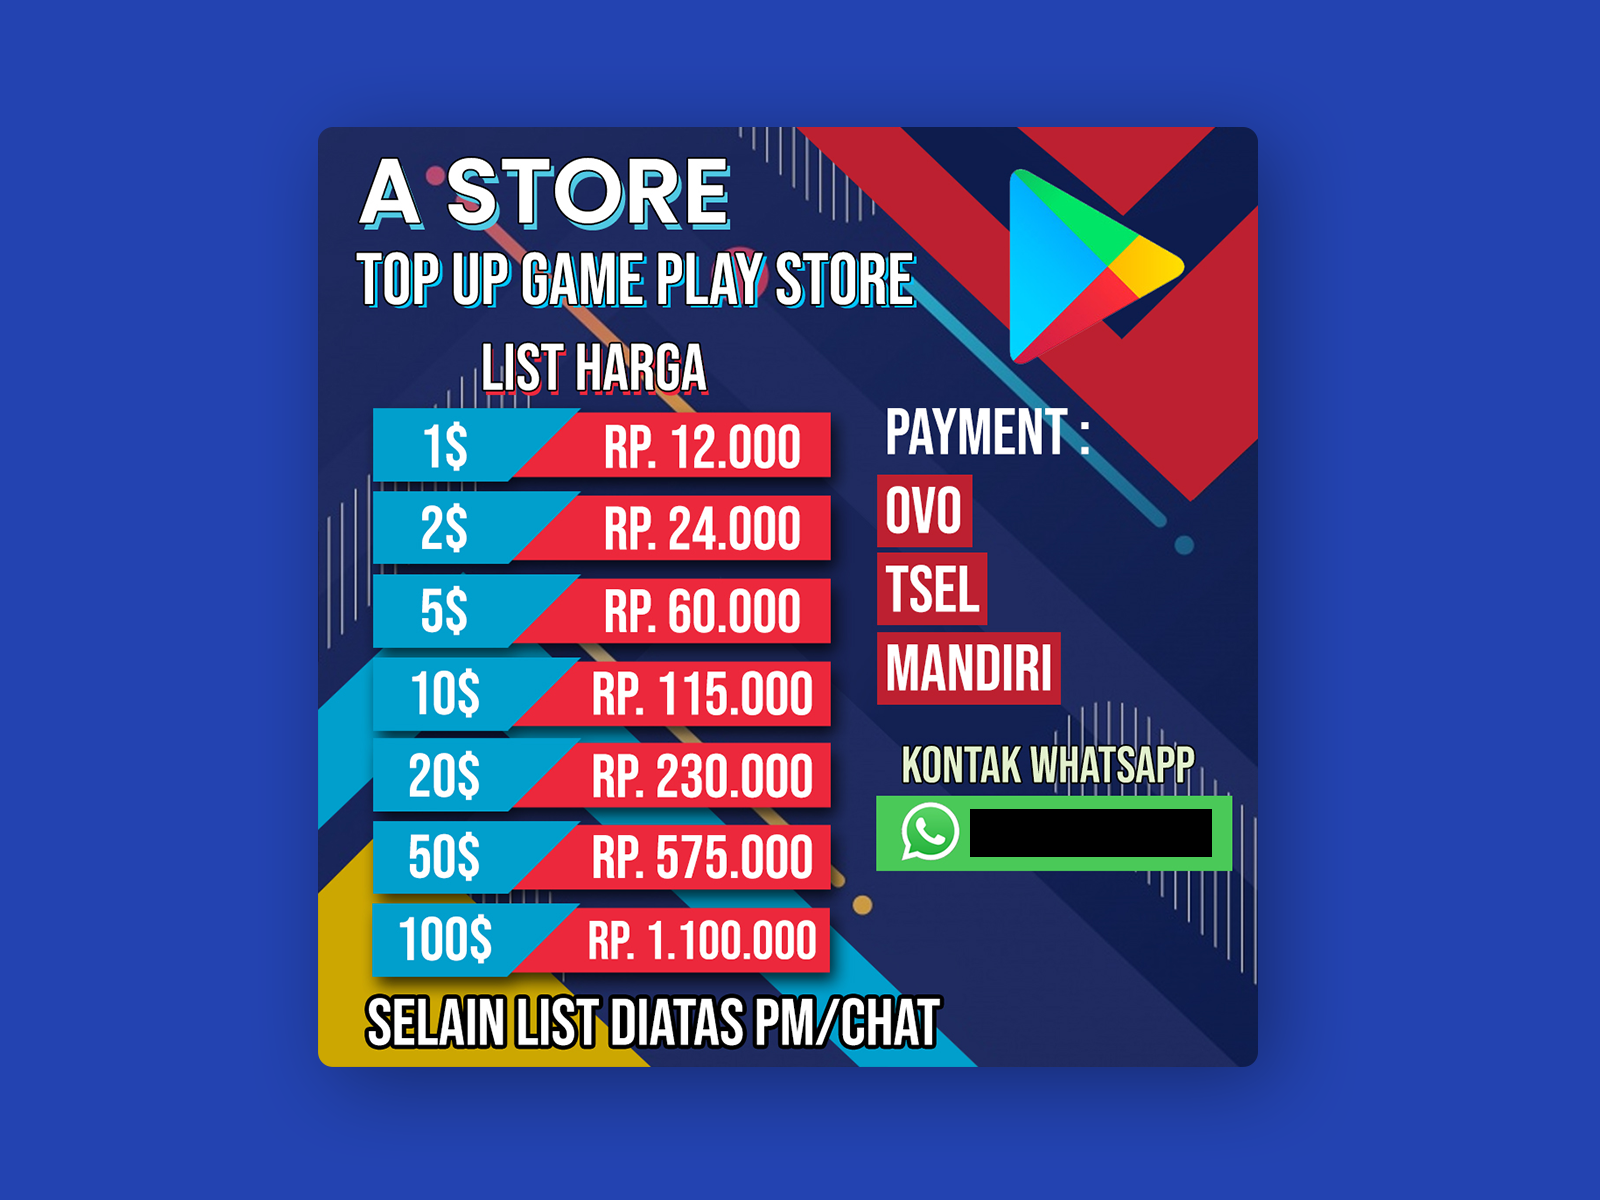 A STORE
TOP UP GAME PLAY STORE
LIST HARGA
1$ RP. 12.000
2$ RP. 24.000
5$ RP. 60.000
10$ RP. 115.000
20$ RP. 230.000
50$ RP. 575.000
100$ RP. 1.100.000
SELAIN LIST DIATAS PM/CHAT
PAYMENT :
OVO
TSEL
MANDIRI
KONTAK WHATSAPP